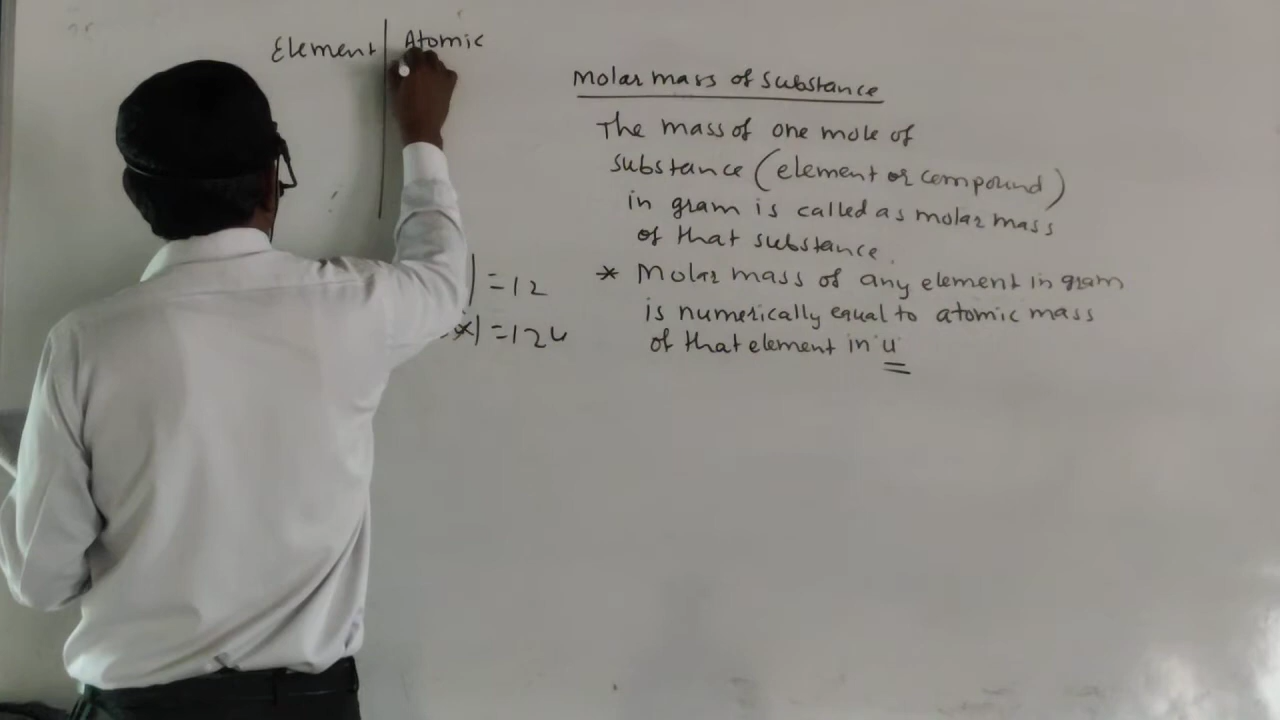 Element | Atomic
Molar mass of substance
The mass of one mole of
substance (element or compound)
in gram is called as molar mass
of that substance.
* Molar mass of any element in gram
is numerically equal to atomic mass
of that element in u
) = 12
= 12u